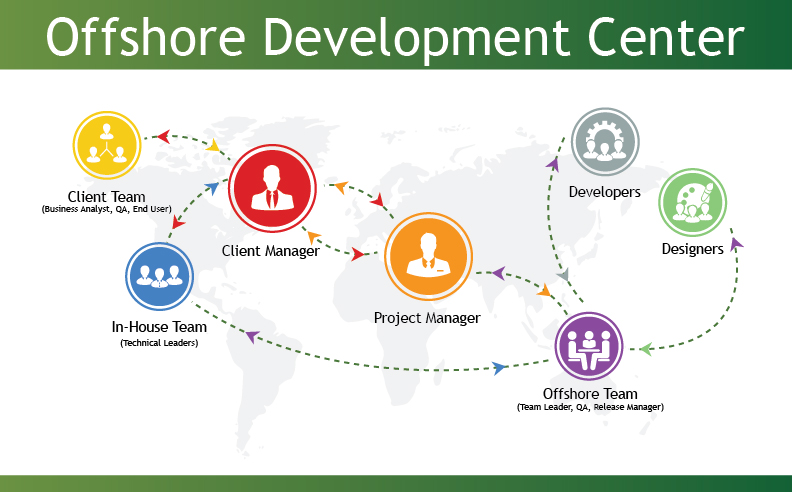 Offshore Development Center
Client Team
(Business Analyst, QA, End User)
Client Manager
In-House Team
(Technical Leaders)
Project Manager
Developers
Designers
Offshore Team
(Team Leader, QA, Release Manager)